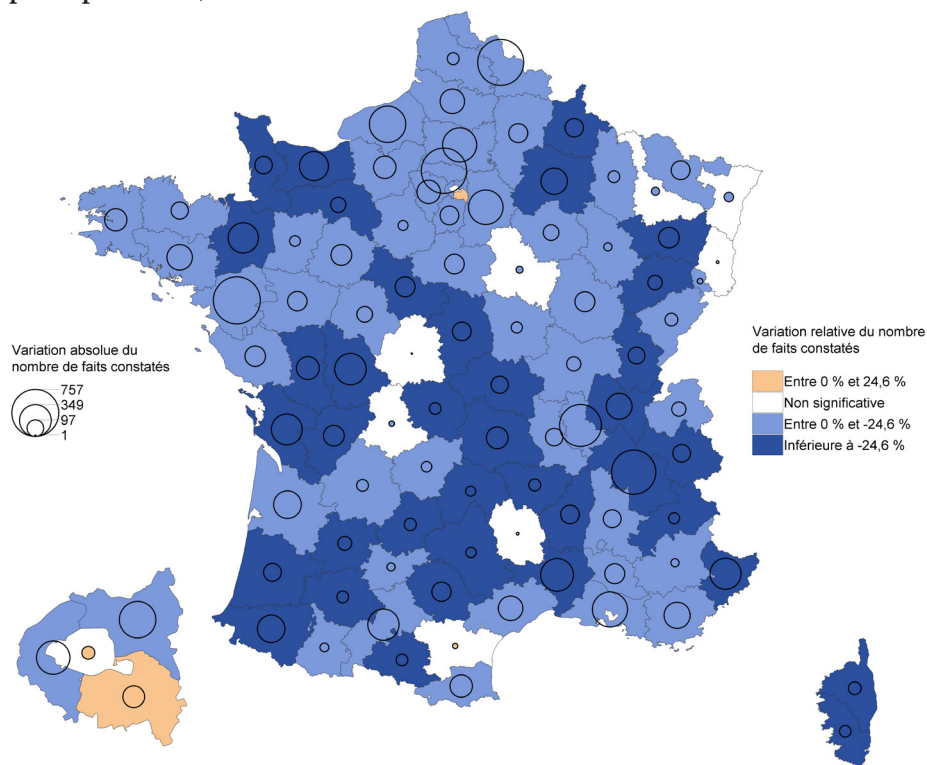 Variation absolue du
nombre de faits constatés
757
349
97
1
Variation relative du nombre
de faits constatés
Entre 0 % et 24,6 %
Non significative
Entre 0 % et -24,6 %
Inférieure à -24,6 %